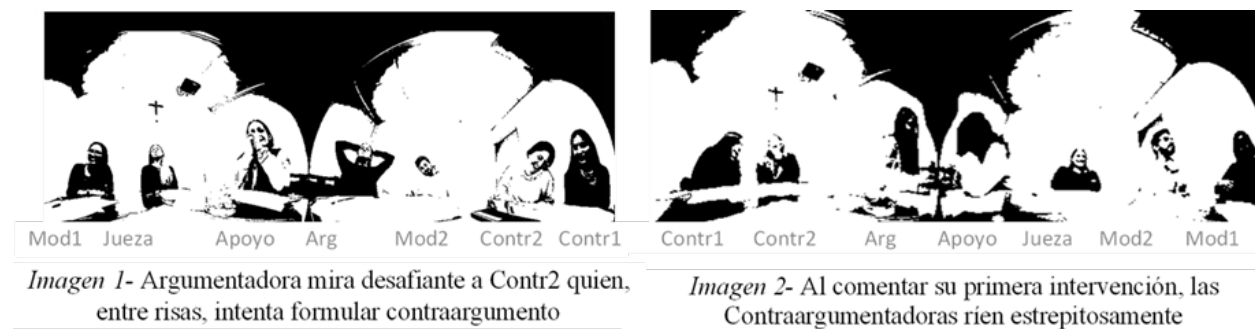 Mod1 Jueza Apoyo Arg Mod2 Contr2 Contr1
Imagen 1- Argumentadora mira desafiante a Contr2 quien,
entre risas, intenta formular contraargumento
Contr1 Contr2 Arg Apoyo Jueza Mod2 Mod1
Imagen 2- Al comentar su primera intervención, las
Contraargumentadoras ríen estrepitosamente